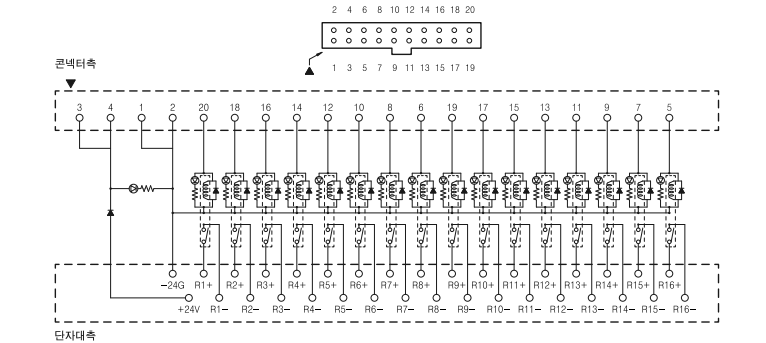 2 4 6 8 10 12 14 16 18 20
1 3 5 7 9 11 13 15 17 19
콘넥터측
3 4 1 2 20 18 16 14 12 10 8 6 19 17 15 13 11 9 7 5
−24G R1+ R2+ R3+ R4+ R5+ R6+ R7+ R8+ R9+ R10+ R11+ R12+ R13+ R14+ R15+ R16+
+24V R1− R2− R3− R4− R5− R6− R7− R8− R9− R10− R11− R12− R13− R14− R15− R16−
단자대측